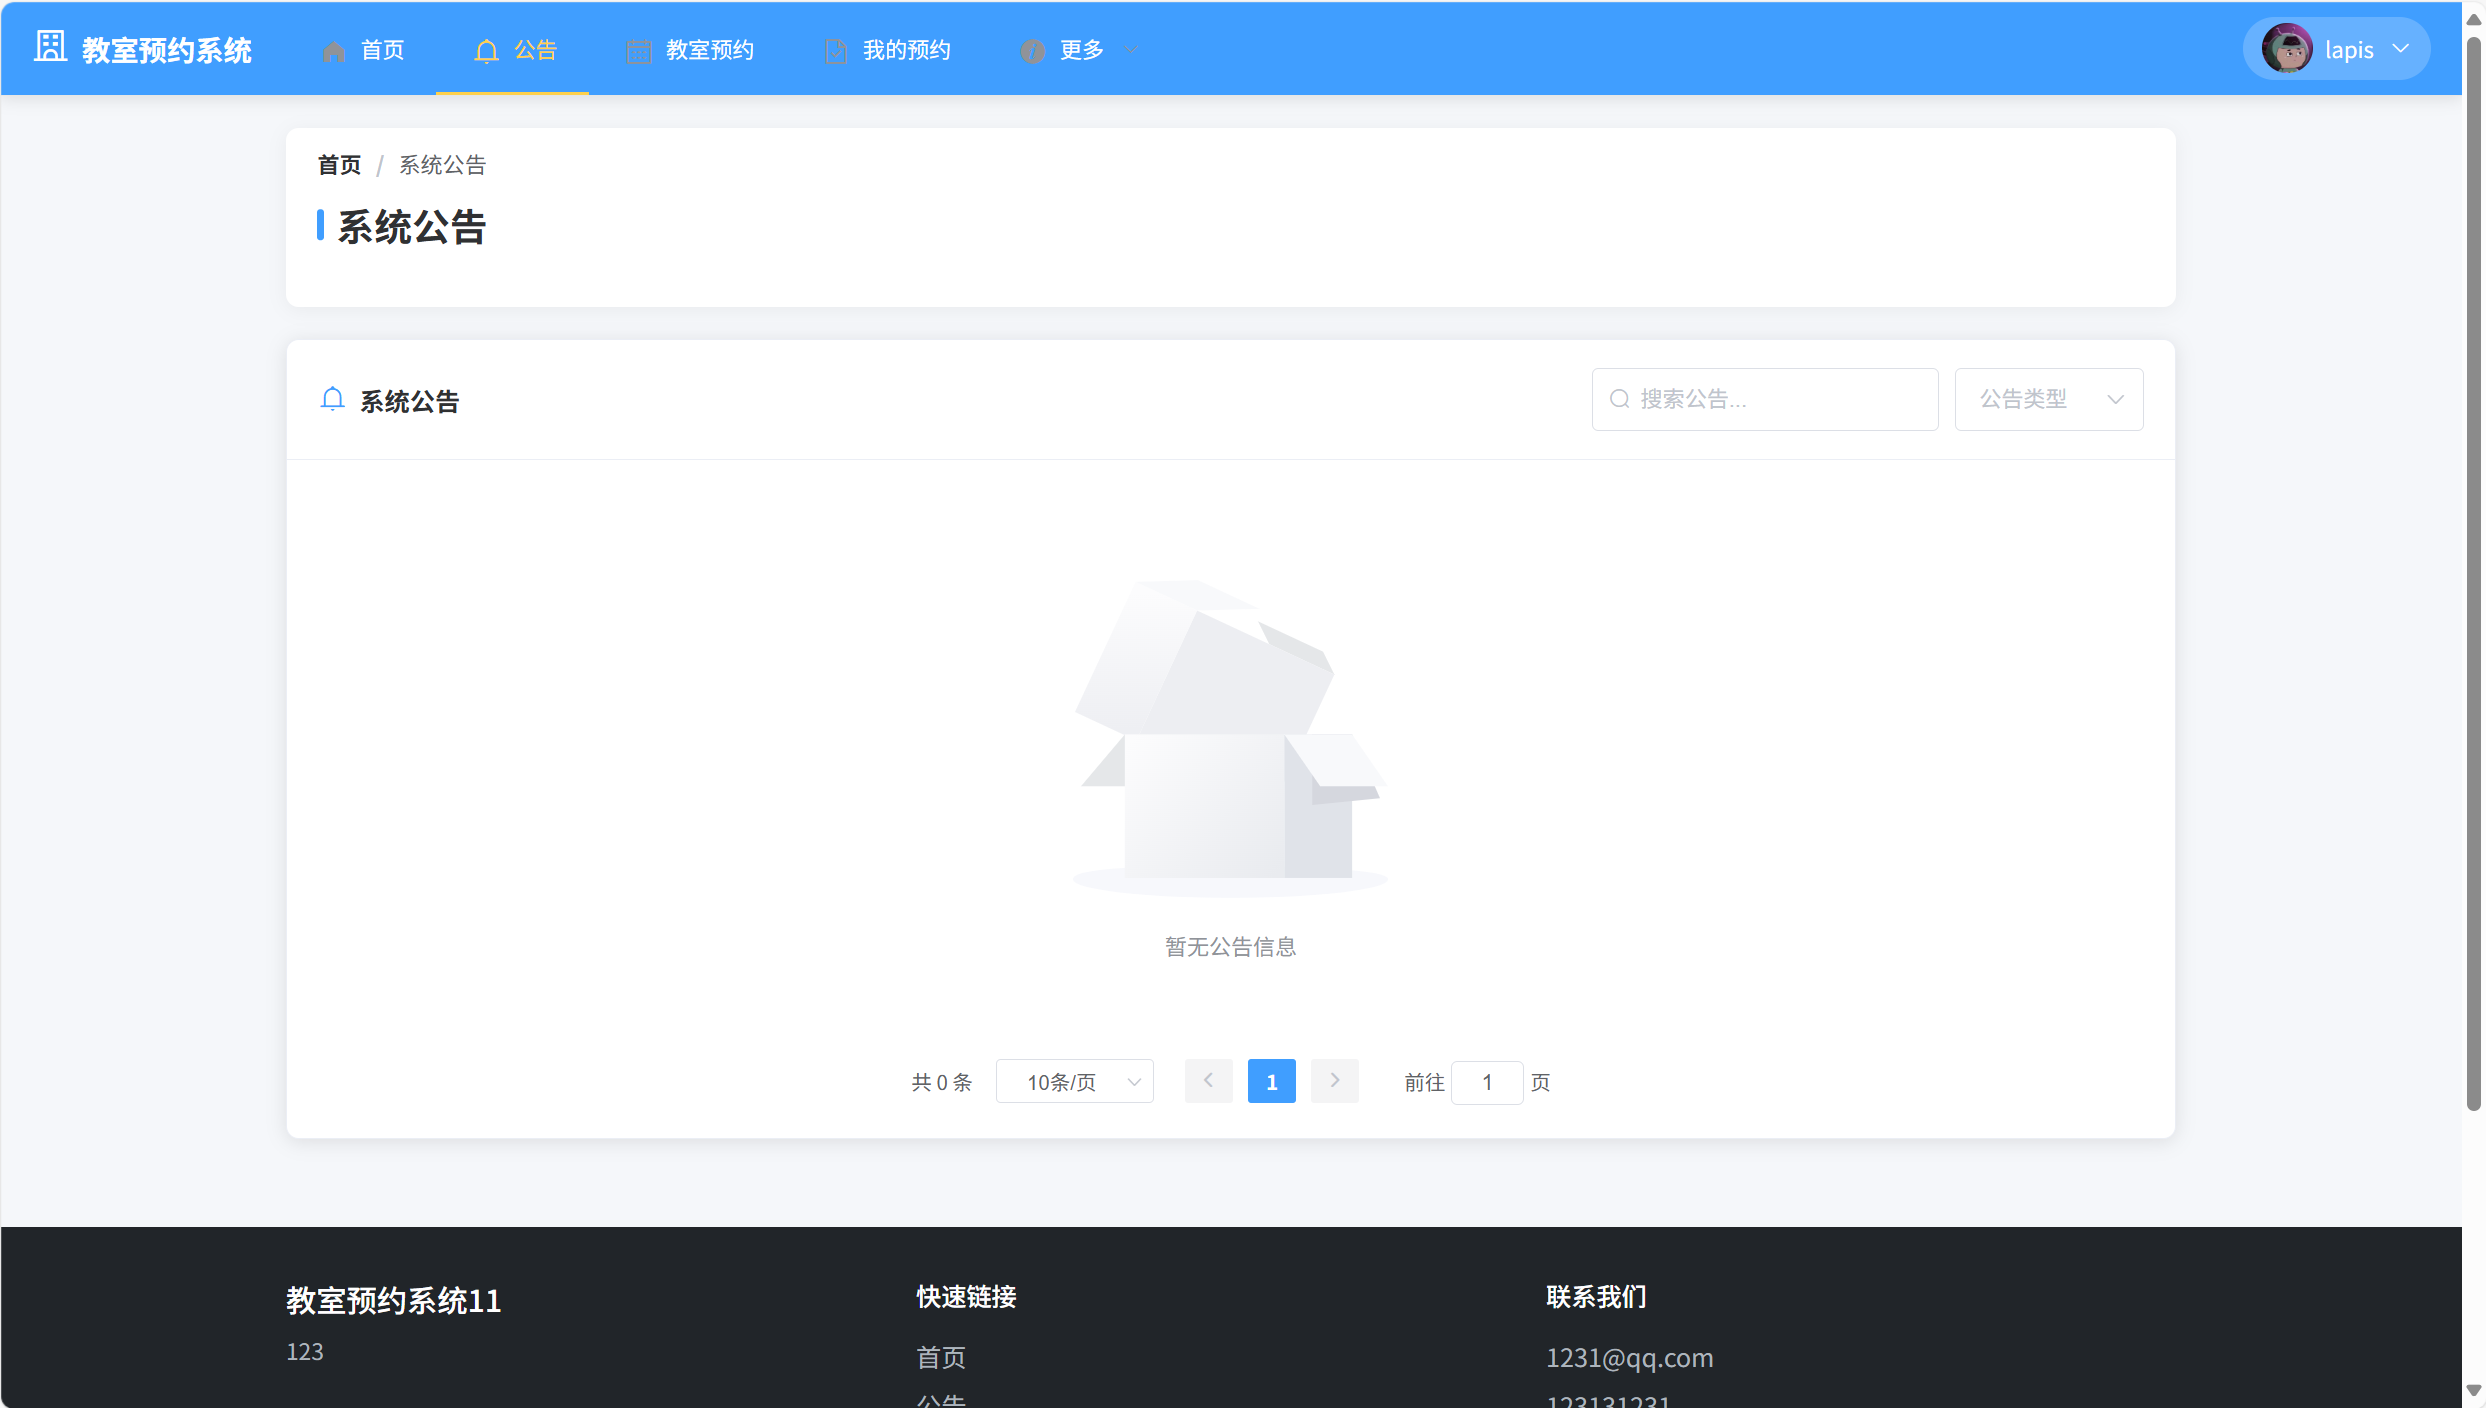 教室预约系统
首页
公告
教室预约
我的预约
更多
lapis
首页 / 系统公告
系统公告
系统公告
搜索公告...
公告类型
暂无公告信息
共 0 条
10条/页
1
前往 1 页
教室预约系统11
123
快速链接
首页
公告
联系我们
1231@qq.com
123131231